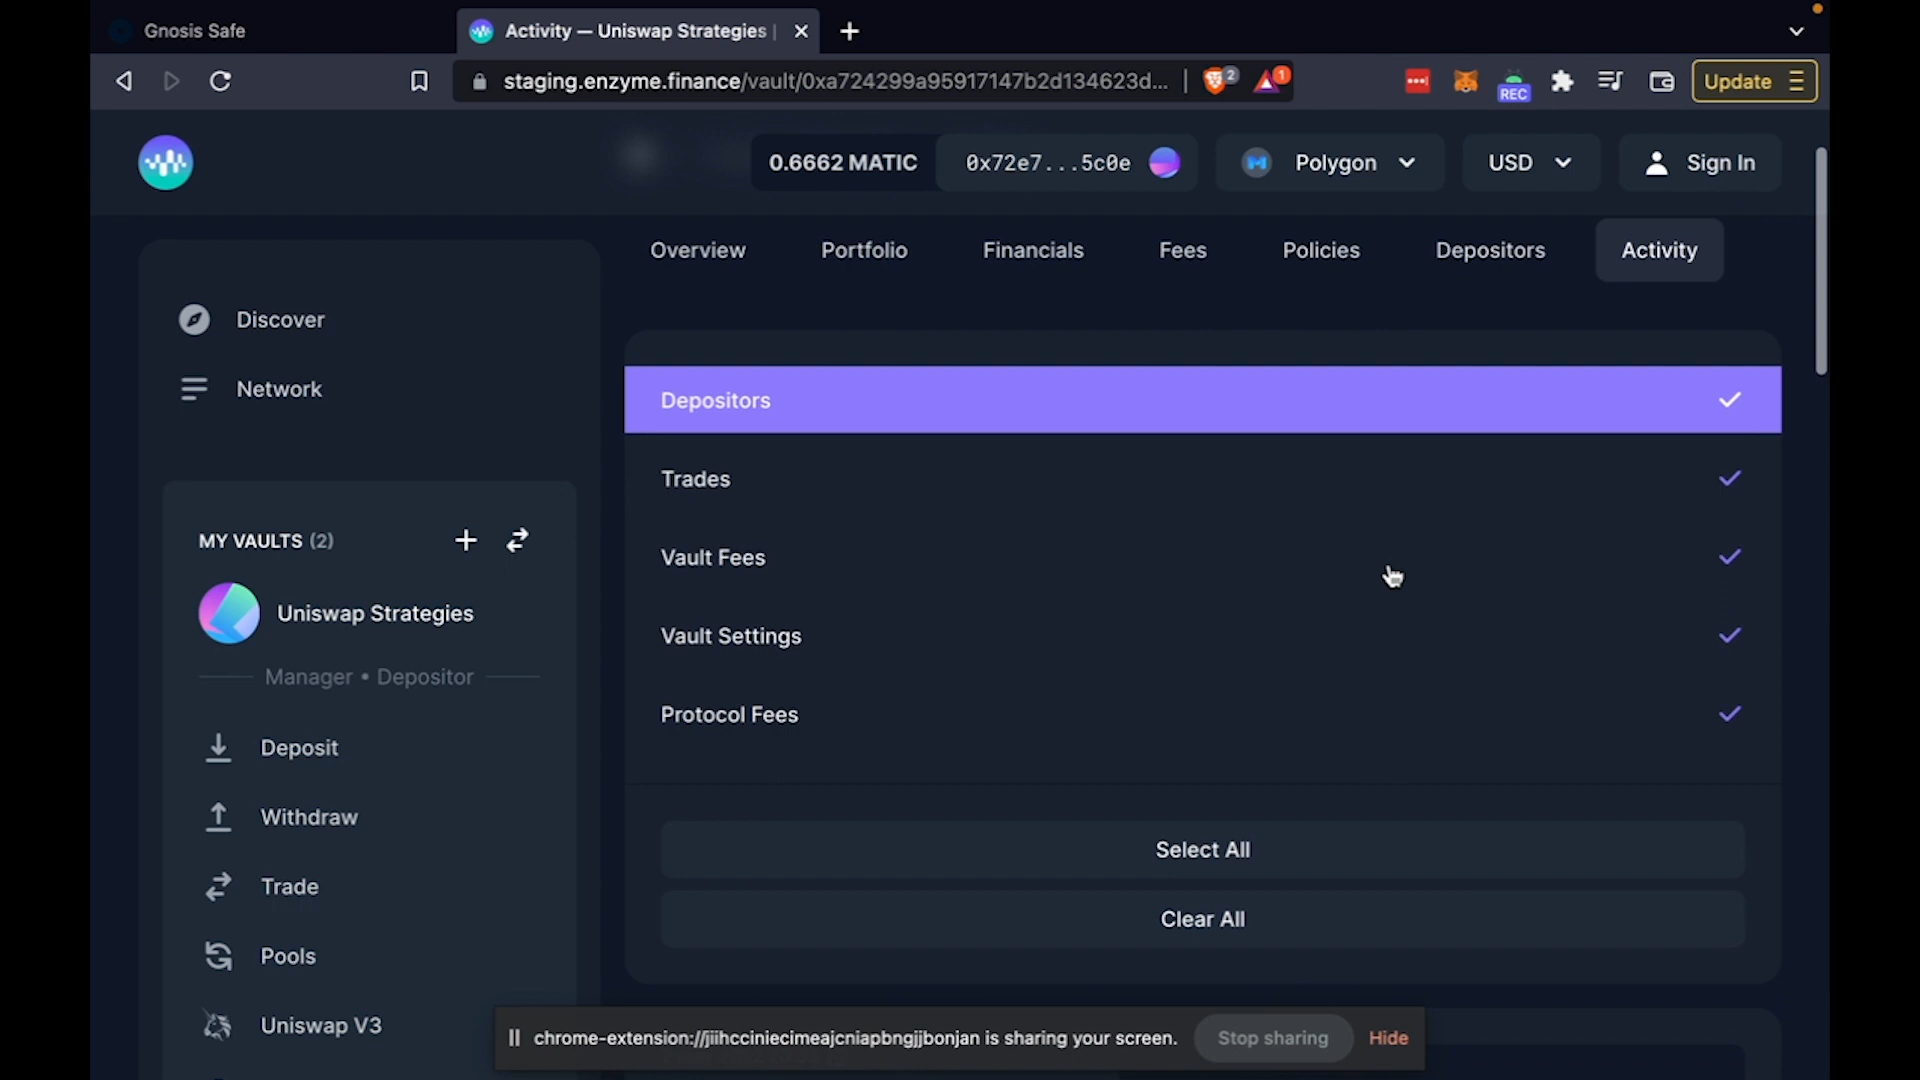 Gnosis Safe
Activity — Uniswap Strategies |
staging.enzyme.finance/vault/0xa724299a95917147b2d134623d...
2
1
REC
Update
0.6662 MATIC
0x72e7...5c0e
Polygon
USD
Sign In
Overview
Portfolio
Financials
Fees
Policies
Depositors
Activity
Discover
Network
MY VAULTS (2)
Uniswap Strategies
Manager • Depositor
Deposit
Withdraw
Trade
Pools
Uniswap V3
Depositors
Trades
Vault Fees
Vault Settings
Protocol Fees
Select All
Clear All
chrome-extension://jiihcciniecimeajcniapbngjjbonjan is sharing your screen.
Stop sharing
Hide